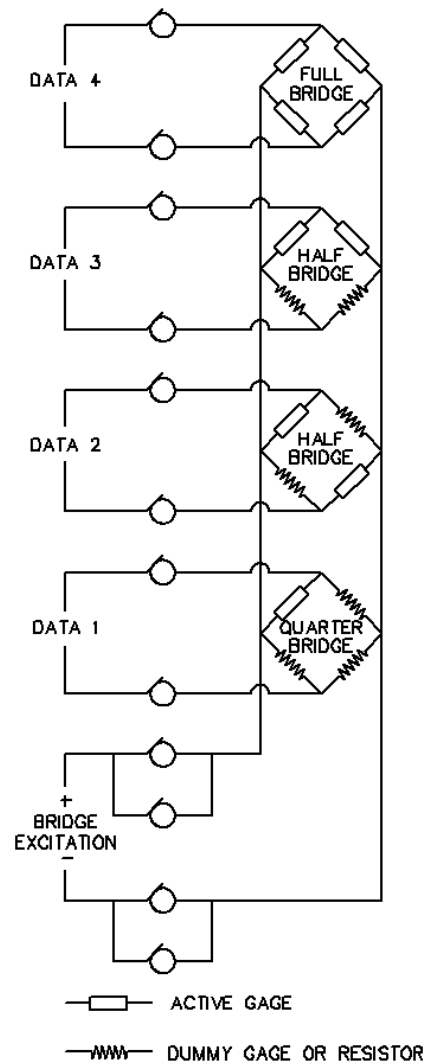 DATA 4
FULL
BRIDGE
DATA 3
HALF
BRIDGE
DATA 2
HALF
BRIDGE
DATA 1
QUARTER
BRIDGE
+
BRIDGE
EXCITATION
-
ACTIVE GAGE
DUMMY GAGE OR RESISTOR